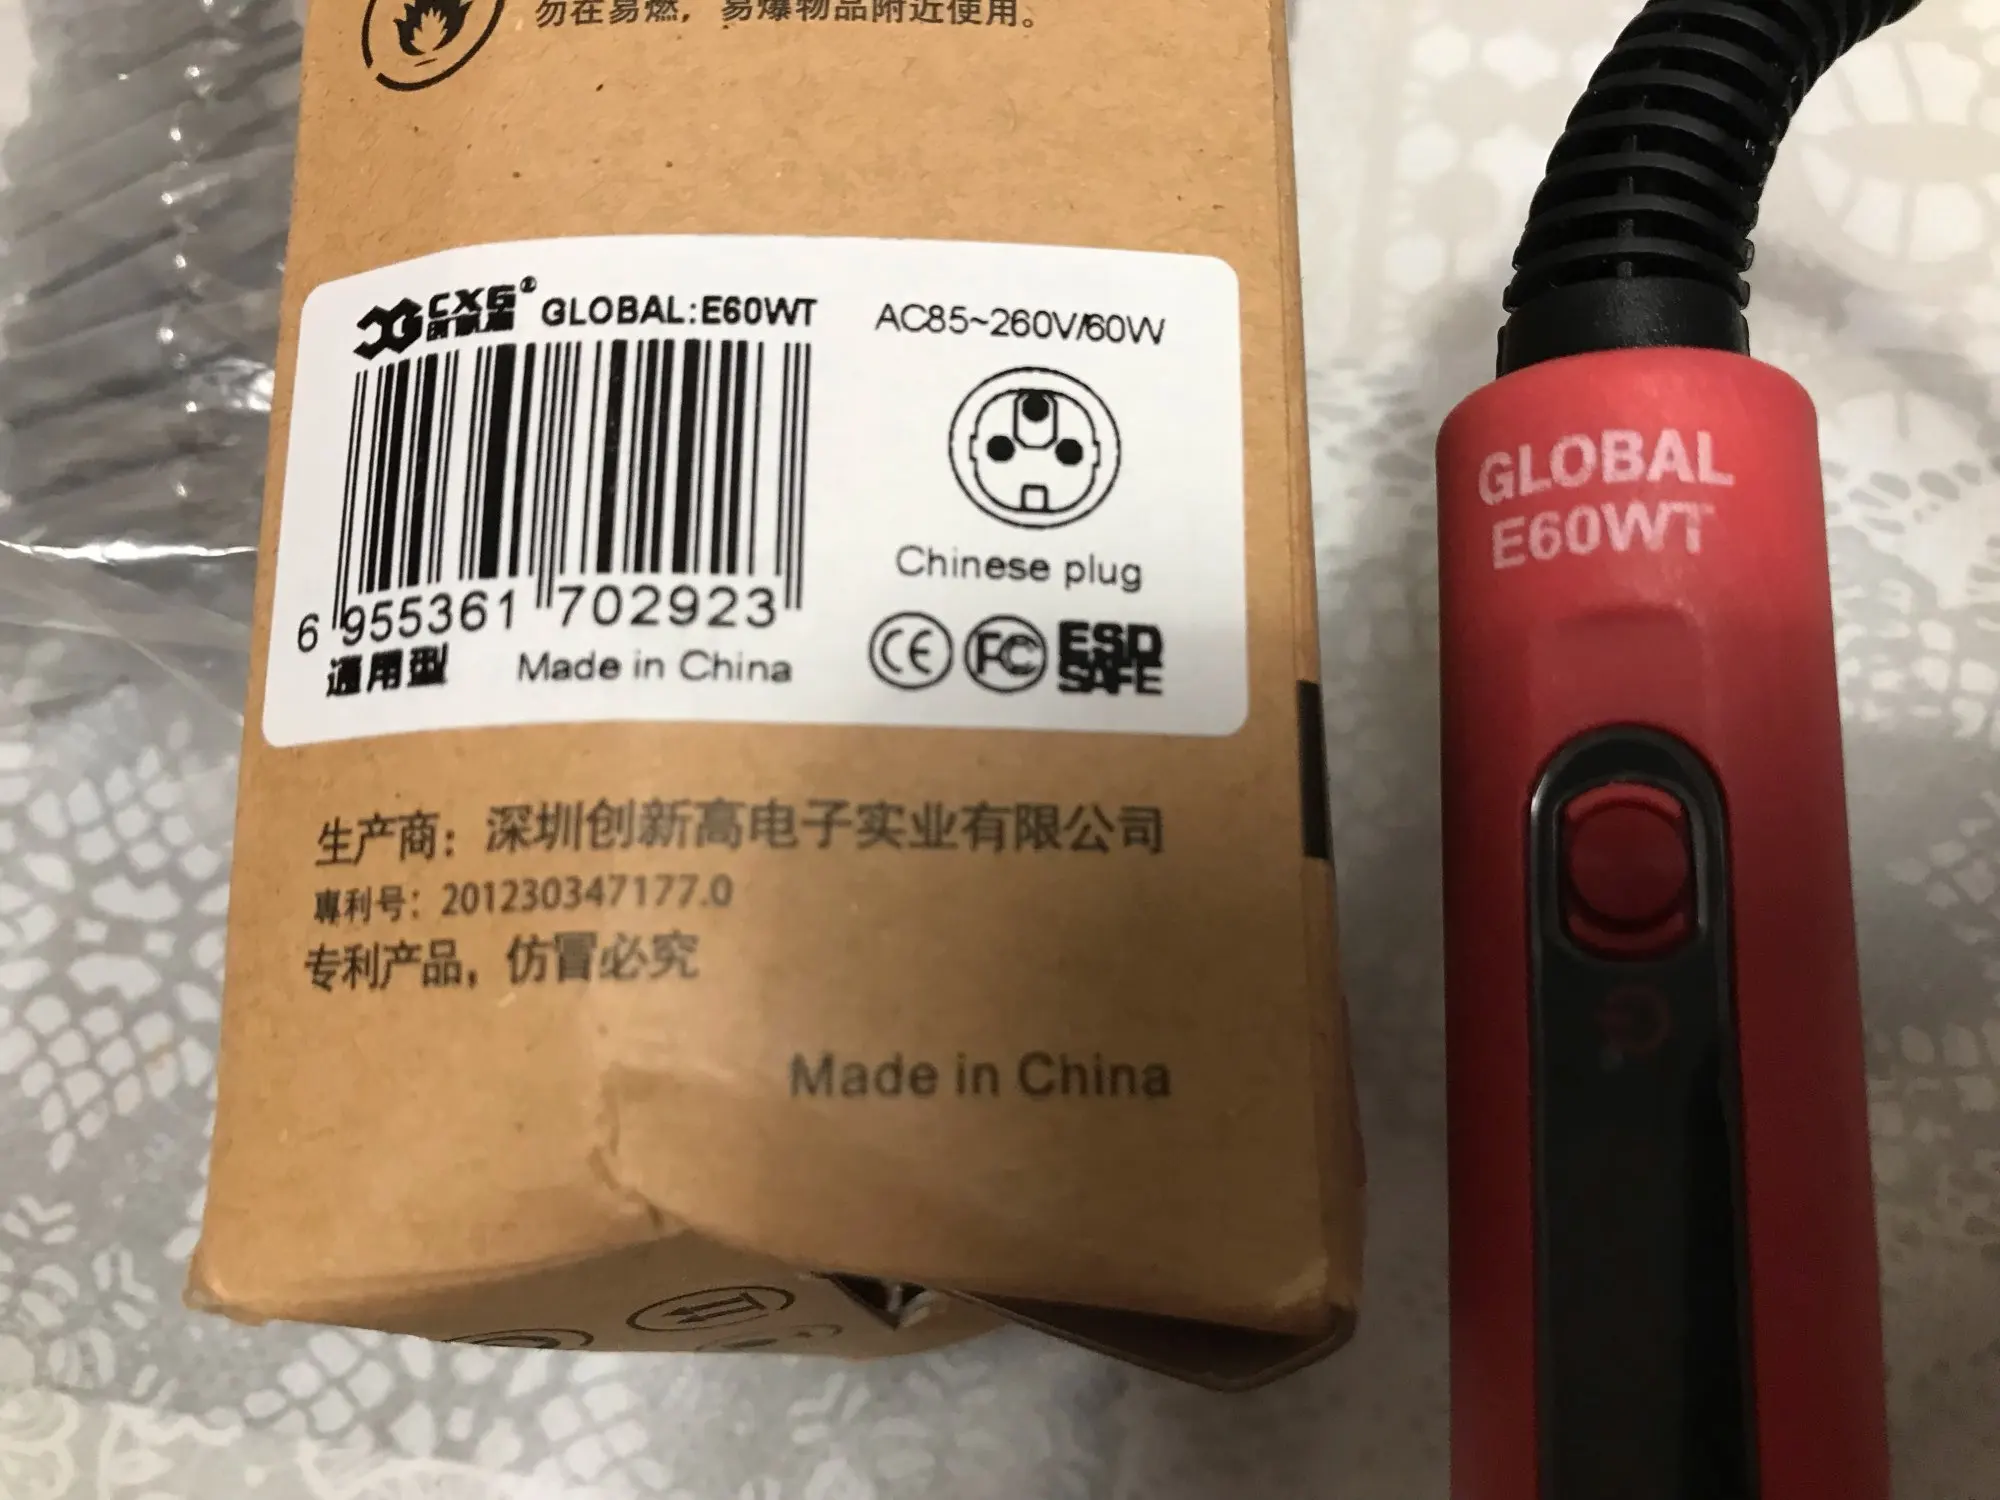 勿在易燃，易爆物品附近使用。
CXG® GLOBAL:E60WT
AC85~260V/60W
6 955361 702923
Chinese plug
通用型 Made in China
CE FC ESD
SAFE
生产商：深圳创新高电子实业有限公司
專利号：201230347177.0
专利产品，仿冒必究
Made in China
GLOBAL
E60WT